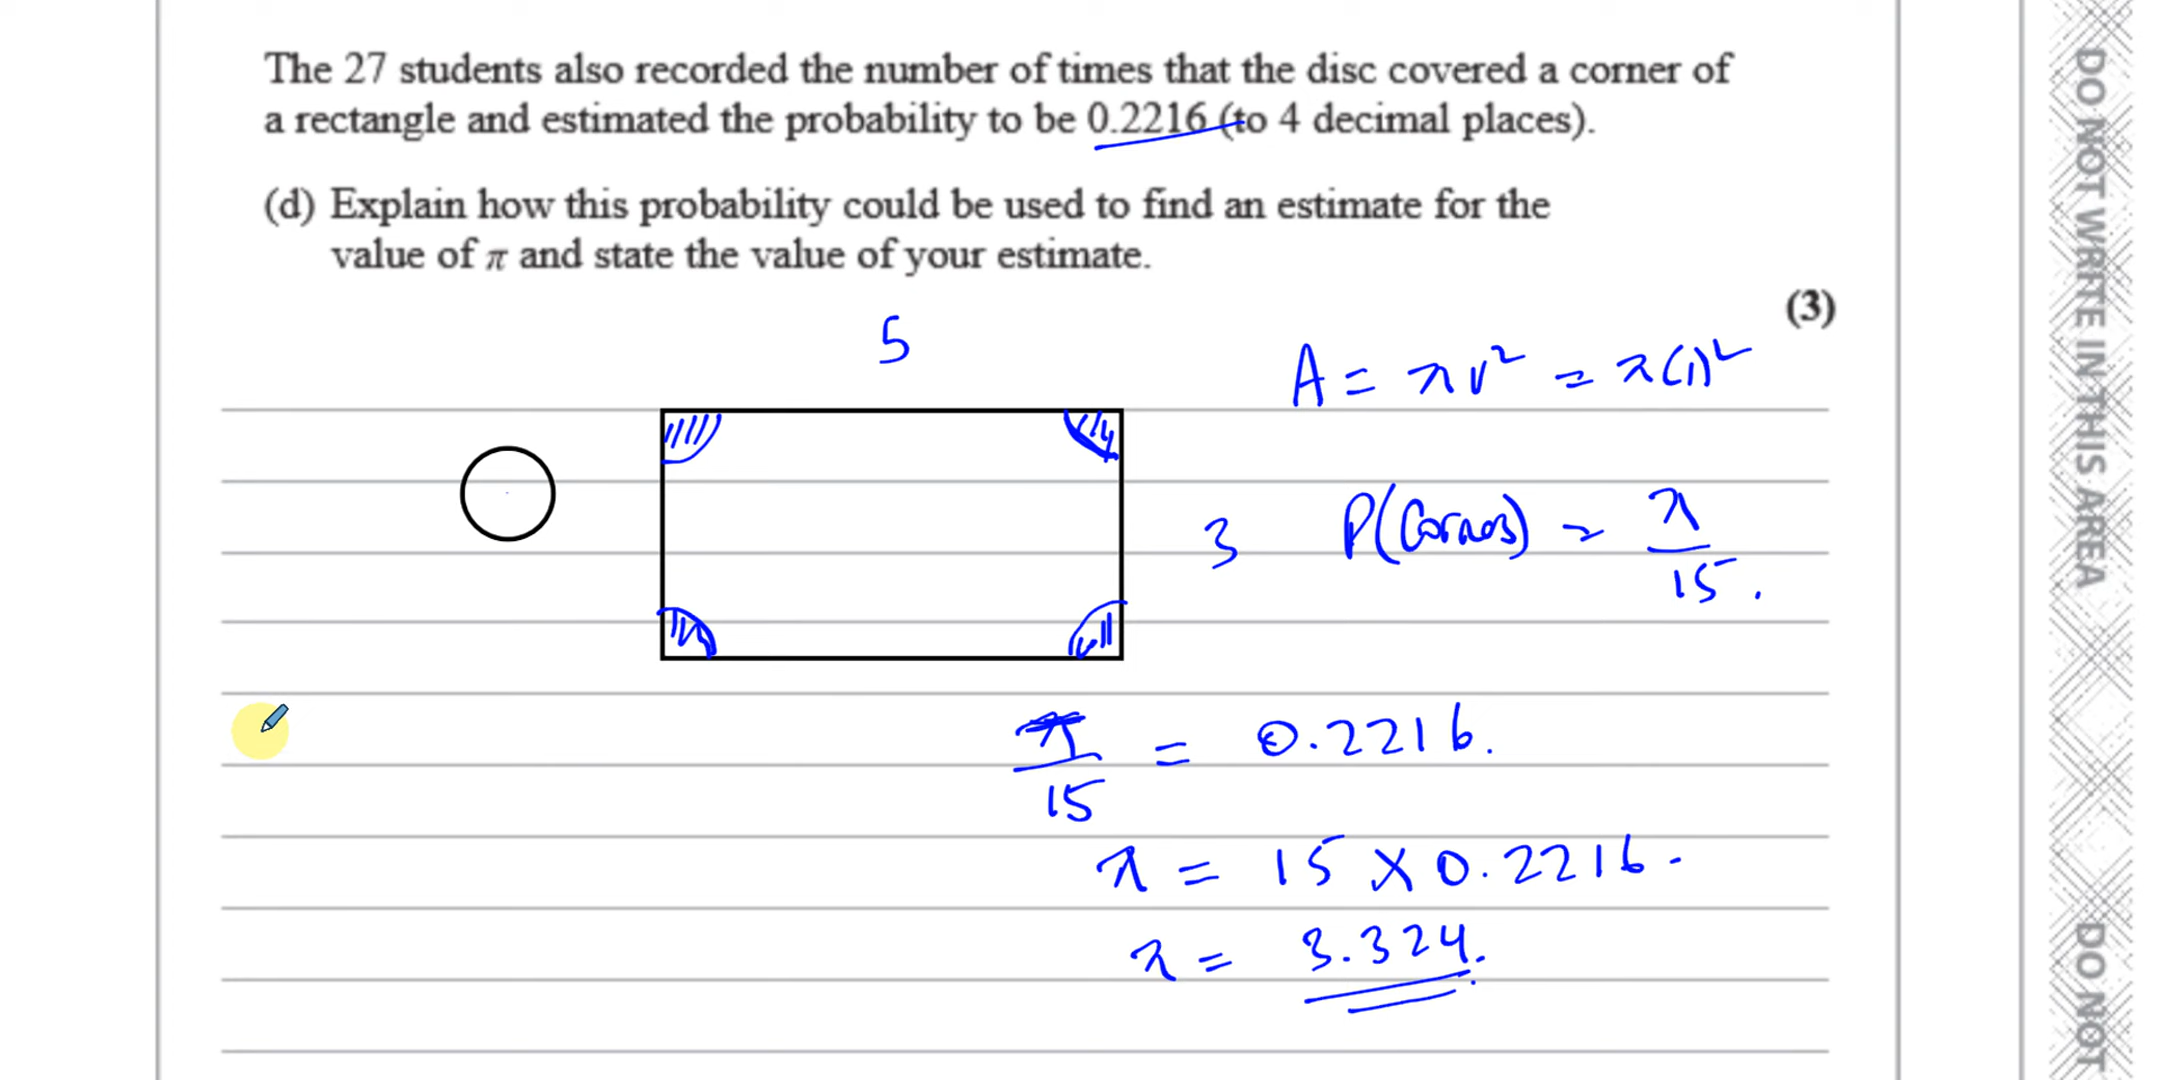 The 27 students also recorded the number of times that the disc covered a corner of
a rectangle and estimated the probability to be 0.2216 (to 4 decimal places).
(d) Explain how this probability could be used to find an estimate for the
value of π and state the value of your estimate.
(3)
5
A = πr² = π(1)²
3
P(Corners) = π/15.
π/15 = 0.2216.
π = 15 × 0.2216.
π = 3.324.
DO NOT WRITE IN THIS AREA
DO NOT